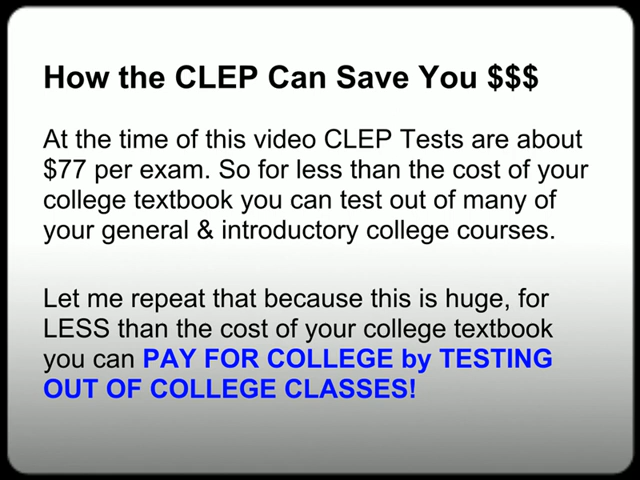 How the CLEP Can Save You $$$
At the time of this video CLEP Tests are about
$77 per exam. So for less than the cost of your
college textbook you can test out of many of
your general & introductory college courses.
Let me repeat that because this is huge, for
LESS than the cost of your college textbook
you can PAY FOR COLLEGE by TESTING
OUT OF COLLEGE CLASSES!